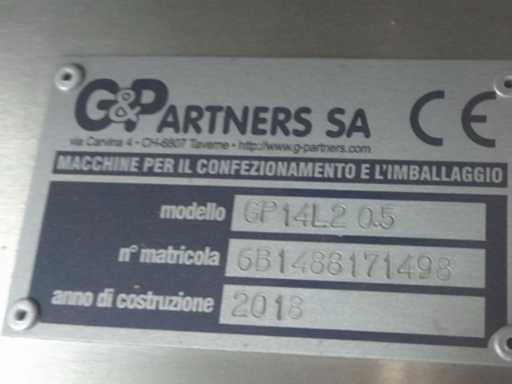 G&PARTNERS SA CE
via Carvina 4 • CH-6807 Taverne • http://www.g-partners.com
MACCHINE PER IL CONFEZIONAMENTO E L'IMBALLAGGIO
modello GP14L2 0.5
n° matricola 6B1488171498
anno di costruzione 2018